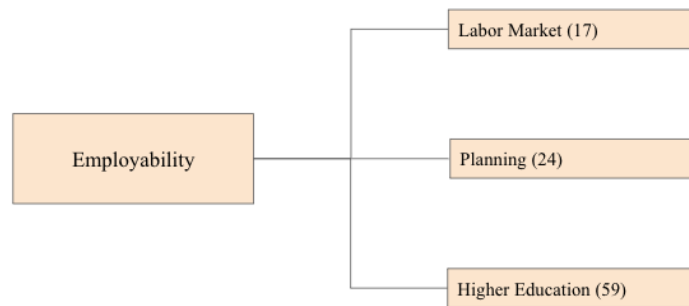 Labor Market (17)
Employability
Planning (24)
Higher Education (59)